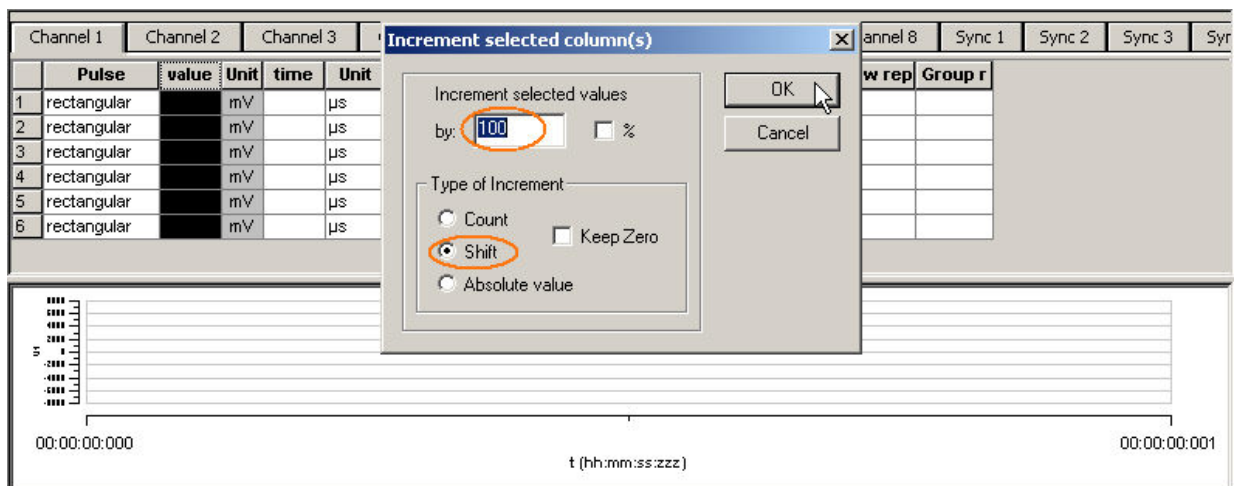 Channel 1 Channel 2 Channel 3 annel 8 Sync 1 Sync 2 Sync 3 Syr
Increment selected column(s)
Pulse value Unit time Unit w rep Group r
1 rectangular mV µs
2 rectangular mV µs
3 rectangular mV µs
4 rectangular mV µs
5 rectangular mV µs
6 rectangular mV µs
Increment selected values
by: 100 %
OK
Cancel
Type of Increment
Count
Keep Zero
Shift
Absolute value
2000
0
-2000
00:00:00:000 00:00:00:001
t (hh:mm:ss:zzz)